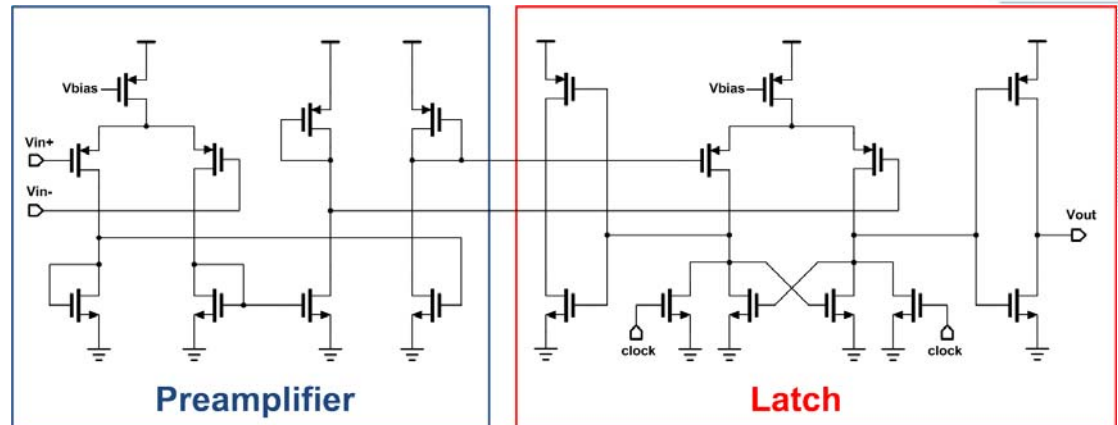 Vbias
Vbias
Vin+
Vin-
Vout
clock
clock
Preamplifier
Latch